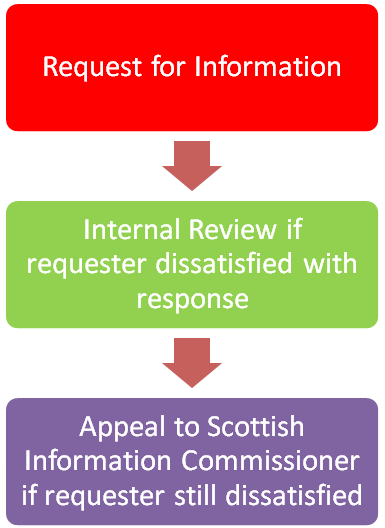 Request for Information
Internal Review if
requester dissatisfied with
response
Appeal to Scottish
Information Commissioner
if requester still dissatisfied